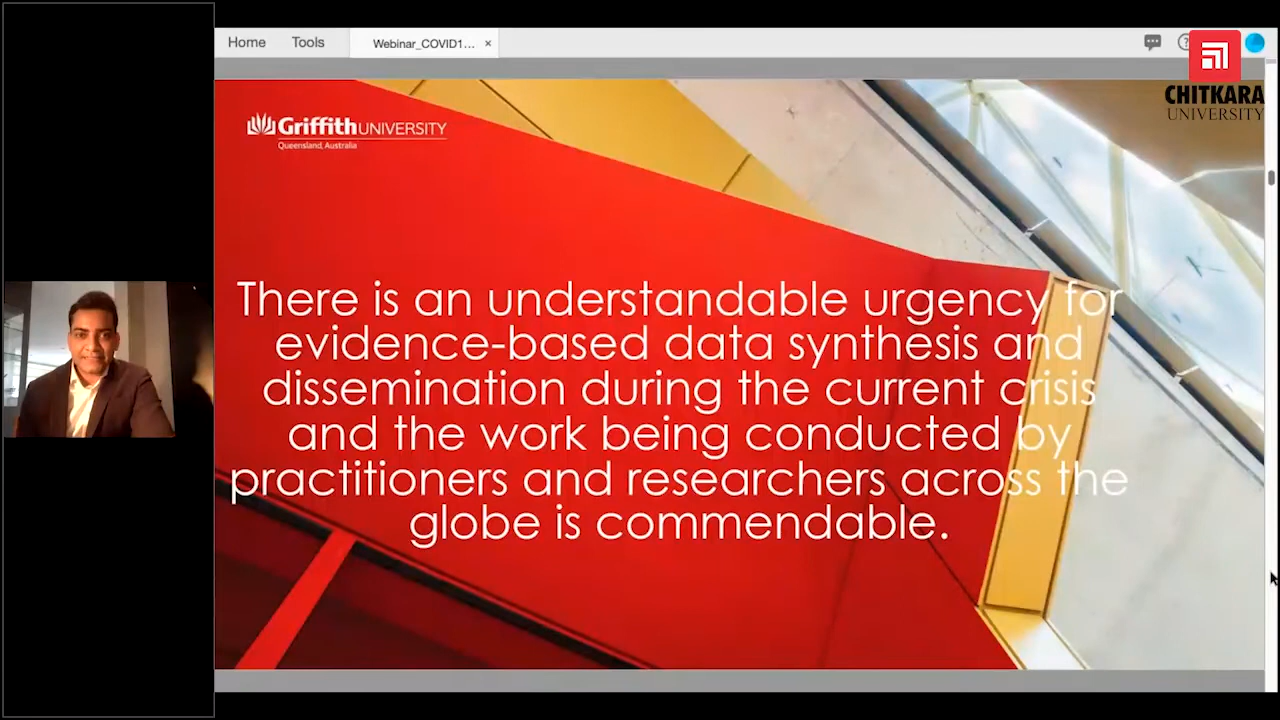 Home Tools Webinar_COVID1... ×
CHITKARA
UNIVERSITY
Griffith UNIVERSITY
Queensland, Australia
There is an understandable urgency for
evidence-based data synthesis and
dissemination during the current crisis
and the work being conducted by
practitioners and researchers across the
globe is commendable.